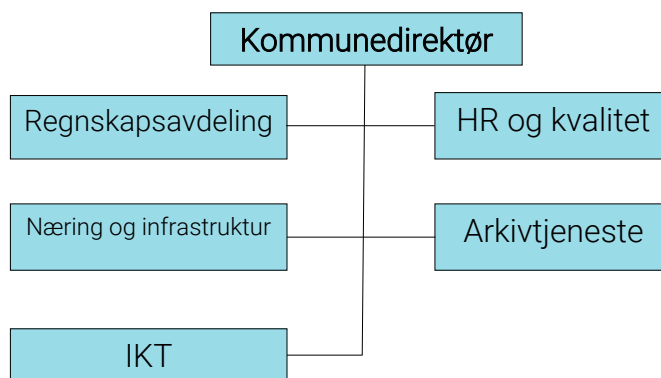 Kommunedirektør
Regnskapsavdeling
HR og kvalitet
Næring og infrastruktur
Arkivtjeneste
IKT